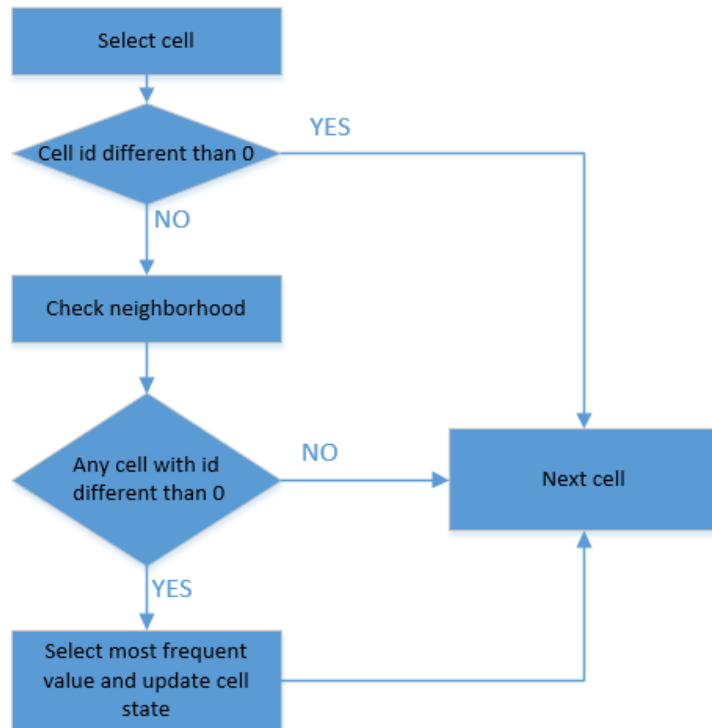 Select cell
Cell id different than 0
YES
NO
Check neighborhood
Any cell with id
different than 0
NO
Next cell
YES
Select most frequent
value and update cell
state